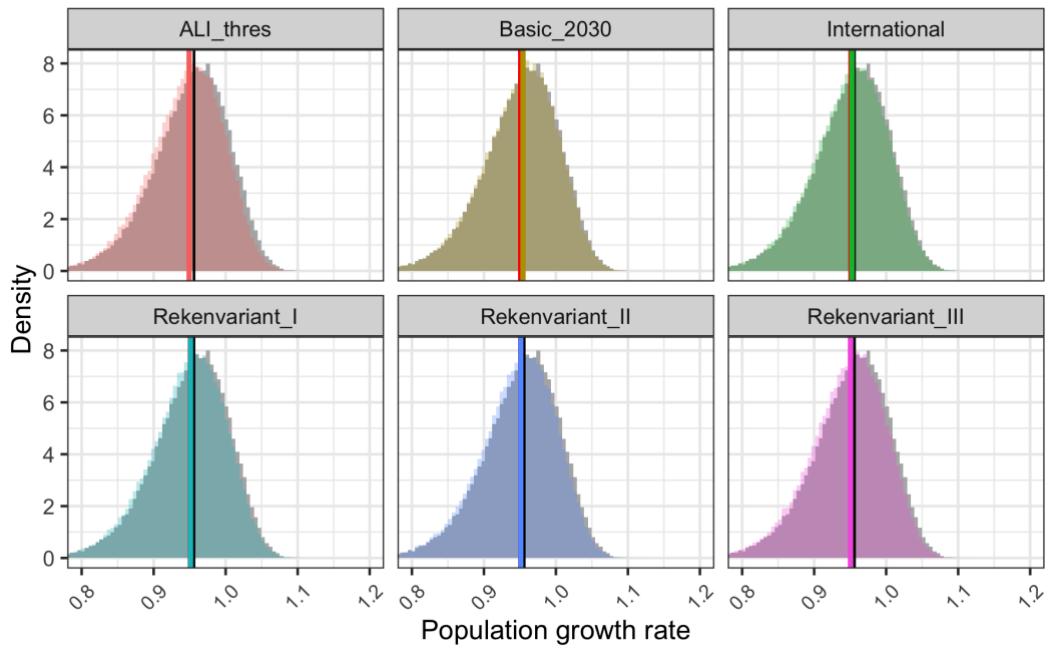 ALI_thres Basic_2030 International
8
6
4
2
0
Density
Rekenvariant_I Rekenvariant_II Rekenvariant_III
8
6
4
2
0
0.8 0.9 1.0 1.1 1.2 0.8 0.9 1.0 1.1 1.2 0.8 0.9 1.0 1.1 1.2
Population growth rate